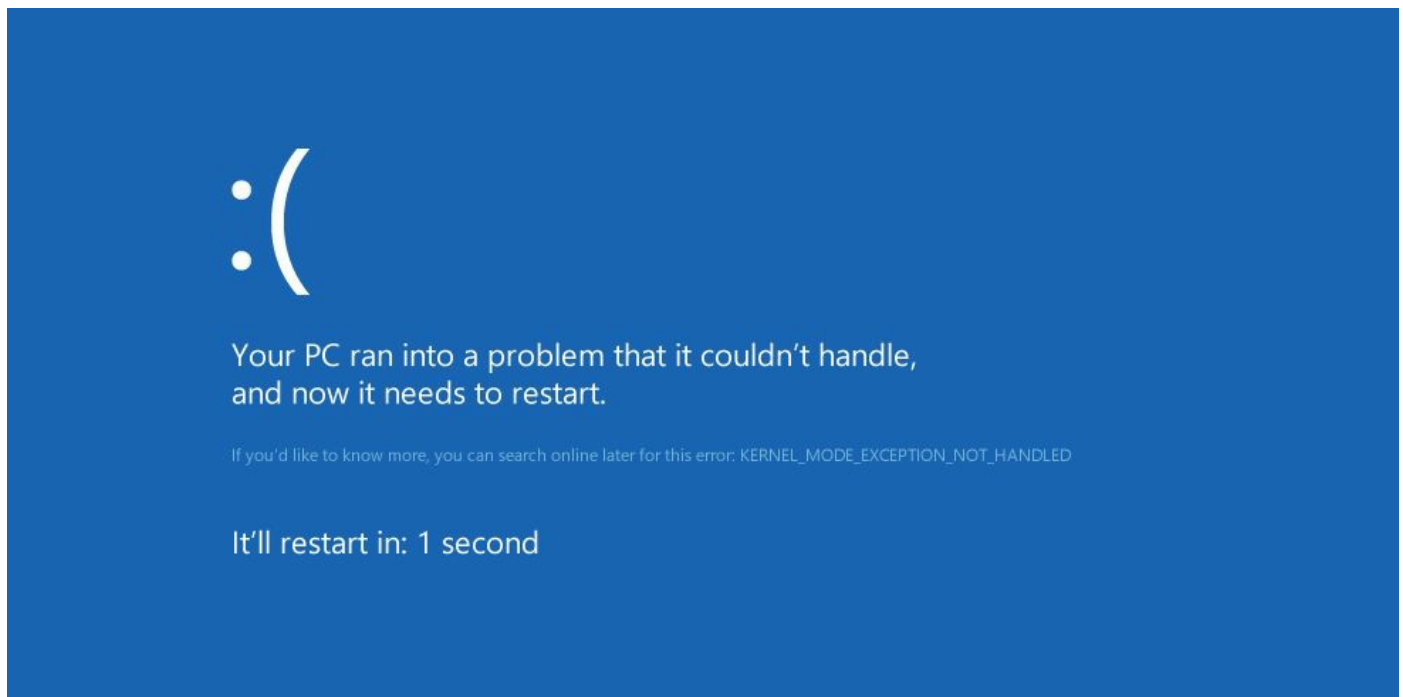 :(
Your PC ran into a problem that it couldn’t handle,
and now it needs to restart.
If you’d like to know more, you can search online later for this error: KERNEL_MODE_EXCEPTION_NOT_HANDLED
It’ll restart in: 1 second